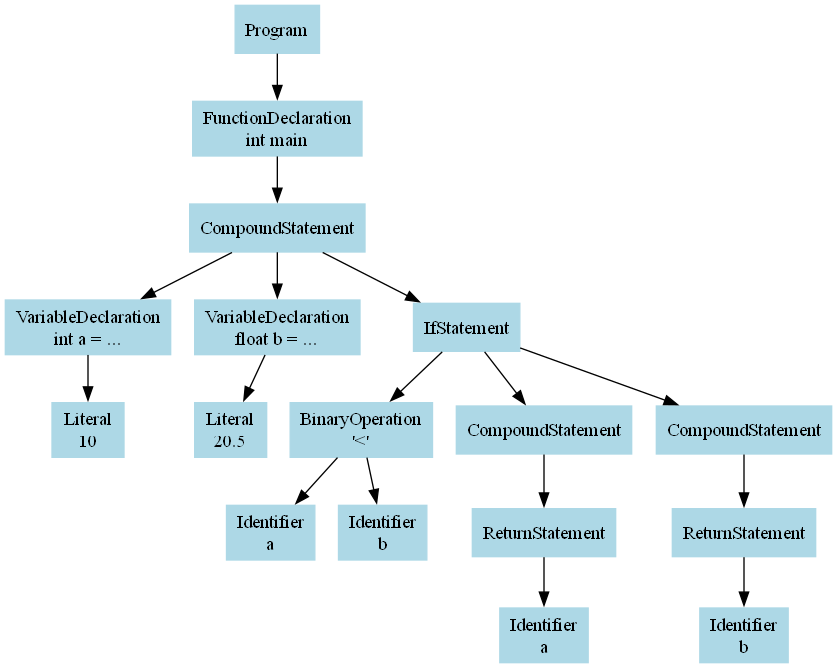 Program
FunctionDeclaration
int main
CompoundStatement
VariableDeclaration
int a = ...
VariableDeclaration
float b = ...
IfStatement
Literal
10
Literal
20.5
BinaryOperation
'<'
CompoundStatement
CompoundStatement
Identifier
a
Identifier
b
ReturnStatement
ReturnStatement
Identifier
a
Identifier
b